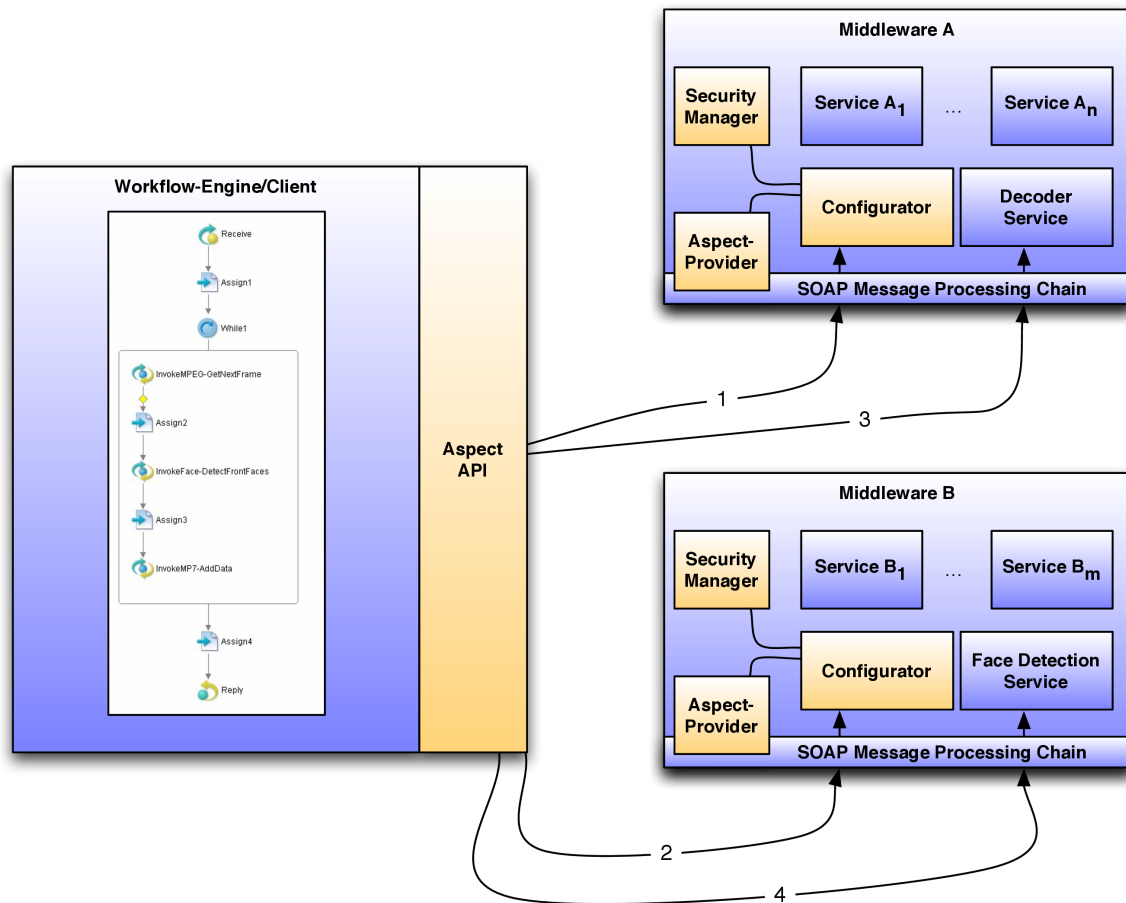 Workflow-Engine/Client
Receive
Assign1
While1
InvokeMPEG-GetNextFrame
Assign2
InvokeFace-DetectFrontFaces
Assign3
InvokeMP7-AddData
Assign4
Reply
Aspect
API
1
3
2
4
Middleware A
Security
Manager
Service A1
...
Service An
Configurator
Decoder
Service
Aspect-
Provider
SOAP Message Processing Chain
Middleware B
Security
Manager
Service B1
...
Service Bm
Configurator
Face Detection
Service
Aspect-
Provider
SOAP Message Processing Chain